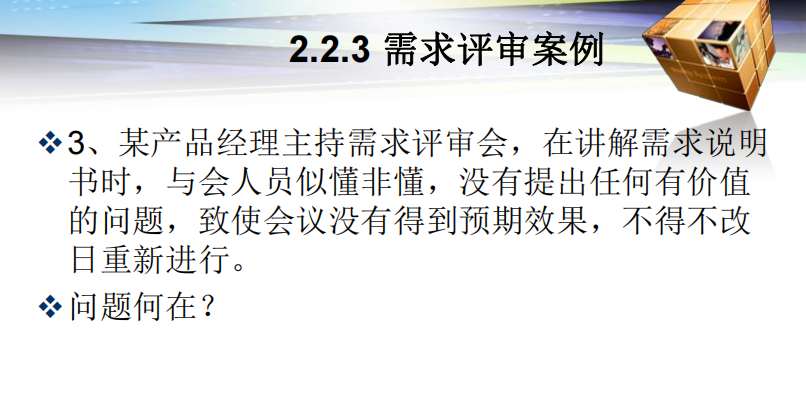 2.2.3 需求评审案例
❖3、某产品经理主持需求评审会，在讲解需求说明
书时，与会人员似懂非懂，没有提出任何有价值
的问题，致使会议没有得到预期效果，不得不改
日重新进行。
❖问题何在？